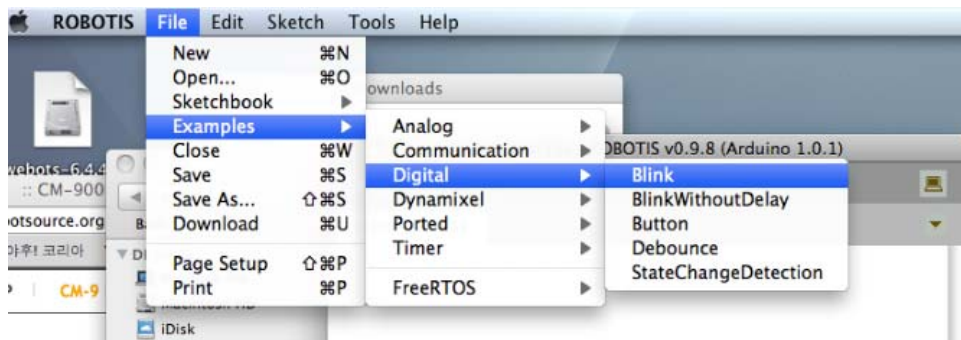 ROBOTIS File Edit Sketch Tools Help
New ⌘N
Open... ⌘O
Sketchbook
Examples
Close ⌘W
Save ⌘S
Save As... ⇧⌘S
Download ⌘U
Page Setup ⇧⌘P
Print ⌘P
ownloads
Analog
Communication
Digital
Dynamixel
Ported
Timer
FreeRTOS
OBOTIS v0.9.8 (Arduino 1.0.1)
Blink
BlinkWithoutDelay
Button
Debounce
StateChangeDetection
webots-6.4.4
:: CM-900
otsource.org
야후! 코리아
CM-9
iDisk